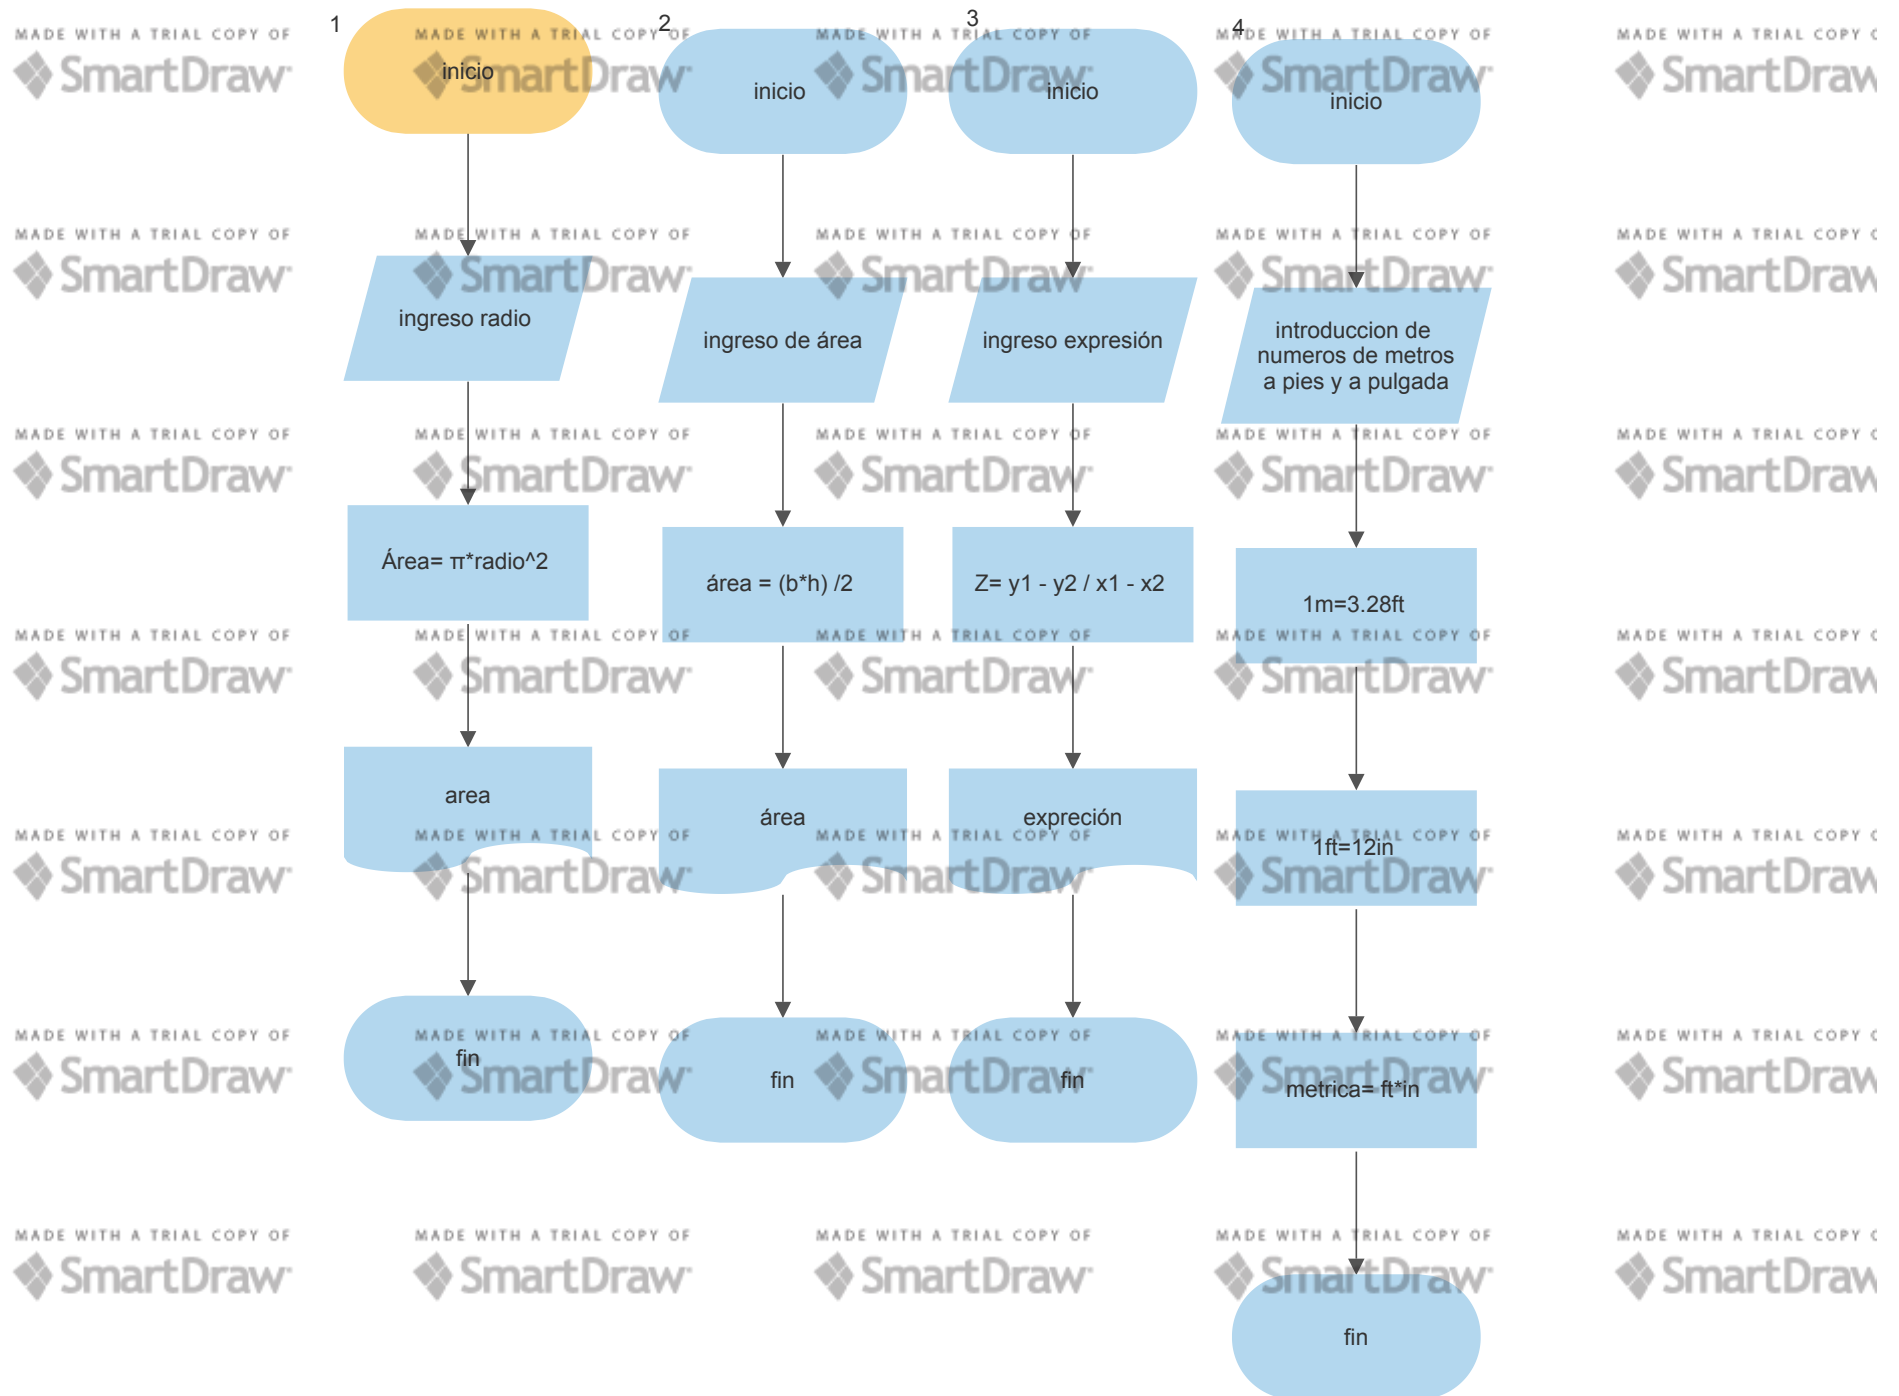 1
inicio
ingreso radio
Área= π*radio^2
area
fin
2
inicio
ingreso de área
área = (b*h) /2
área
fin
3
inicio
ingreso expresión
Z= y1 - y2 / x1 - x2
expreción
fin
4
inicio
introduccion de
numeros de metros
a pies y a pulgada
1m=3.28ft
1ft=12in
metrica= ft*in
fin
MADE WITH A TRIAL COPY OF
SmartDraw